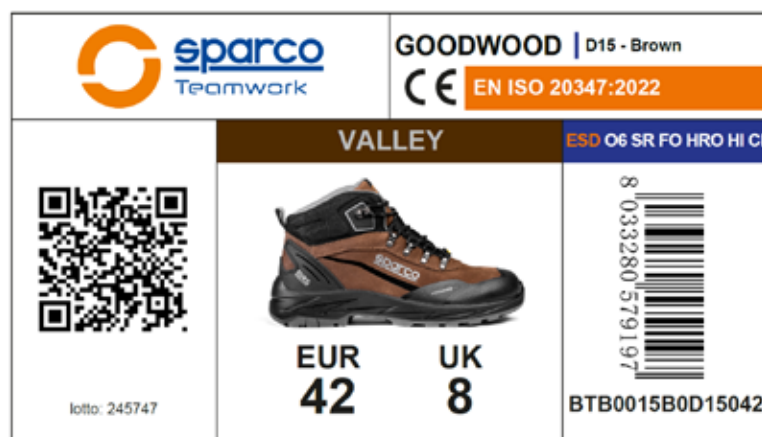 sparco
Teamwork
GOODWOOD | D15 - Brown
CE EN ISO 20347:2022
VALLEY
ESD O6 SR FO HRO HI
sparco
EUR UK
42 8
lotto: 245747
8 033280 579197
BTB0015B0D15042